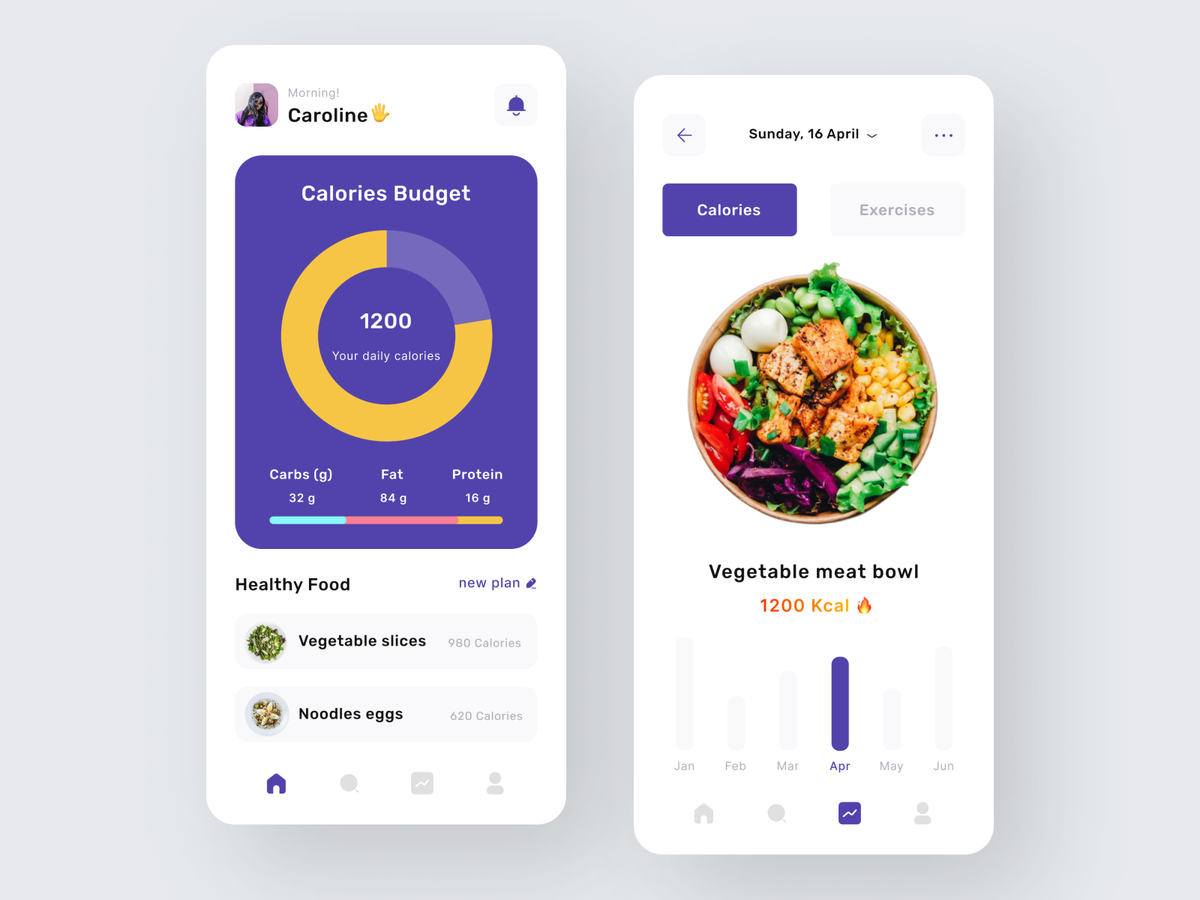 Morning!
Caroline🖐
Calories Budget
1200
Your daily calories
Carbs (g) Fat Protein
32 g 84 g 16 g
Healthy Food new plan
Vegetable slices 980 Calories
Noodles eggs 620 Calories
Sunday, 16 April
Calories Exercises
Vegetable meat bowl
1200 Kcal 🔥
Jan Feb Mar Apr May Jun